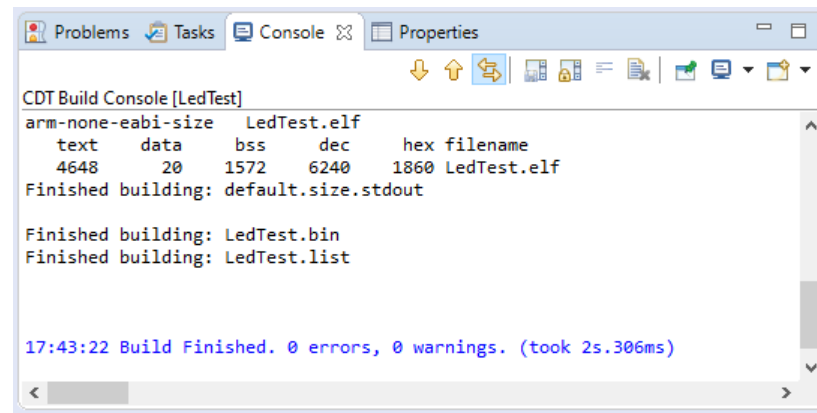 Problems Tasks Console Properties
CDT Build Console [LedTest]
arm-none-eabi-size   LedTest.elf
   text    data     bss     dec     hex filename
   4648      20    1572    6240    1860 LedTest.elf
Finished building: default.size.stdout

Finished building: LedTest.bin
Finished building: LedTest.list

17:43:22 Build Finished. 0 errors, 0 warnings. (took 2s.306ms)